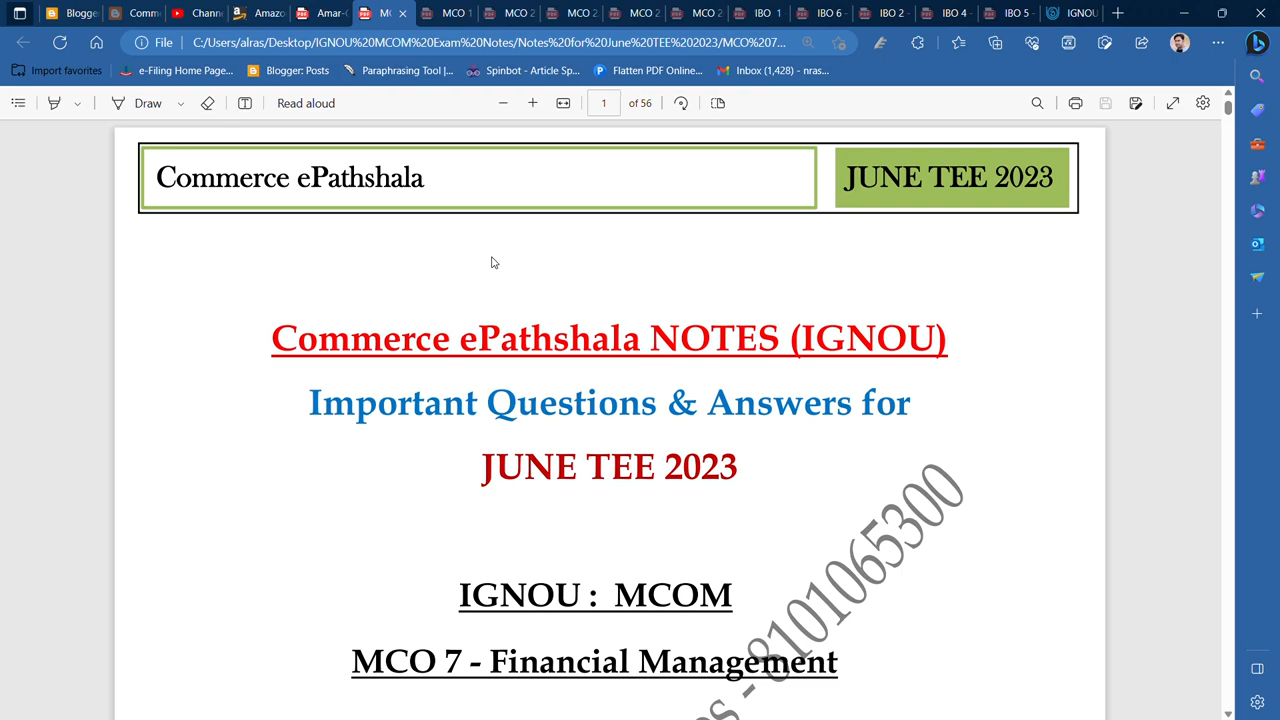 Blogge
Comm
Chann
Amazo
Amar-
MC
MCO 1
MCO 2
MCO 2
MCO 2
MCO 2
IBO 1
IBO 6
IBO 2
IBO 4
IBO 5
IGNOU
File
C:/Users/alras/Desktop/IGNOU%20MCOM%20Exam%20Notes/Notes%20for%20June%20TEE%202023/MCO%207...
Import favorites
e-Filing Home Page...
Blogger: Posts
Paraphrasing Tool |...
Spinbot - Article Sp...
Flatten PDF Online...
Inbox (1,428) - nras...
Draw
Read aloud
1 of 56
Commerce ePathshala
JUNE TEE 2023
Commerce ePathshala NOTES (IGNOU)
Important Questions & Answers for
JUNE TEE 2023
IGNOU : MCOM
MCO 7 - Financial Management
es - 8101065300